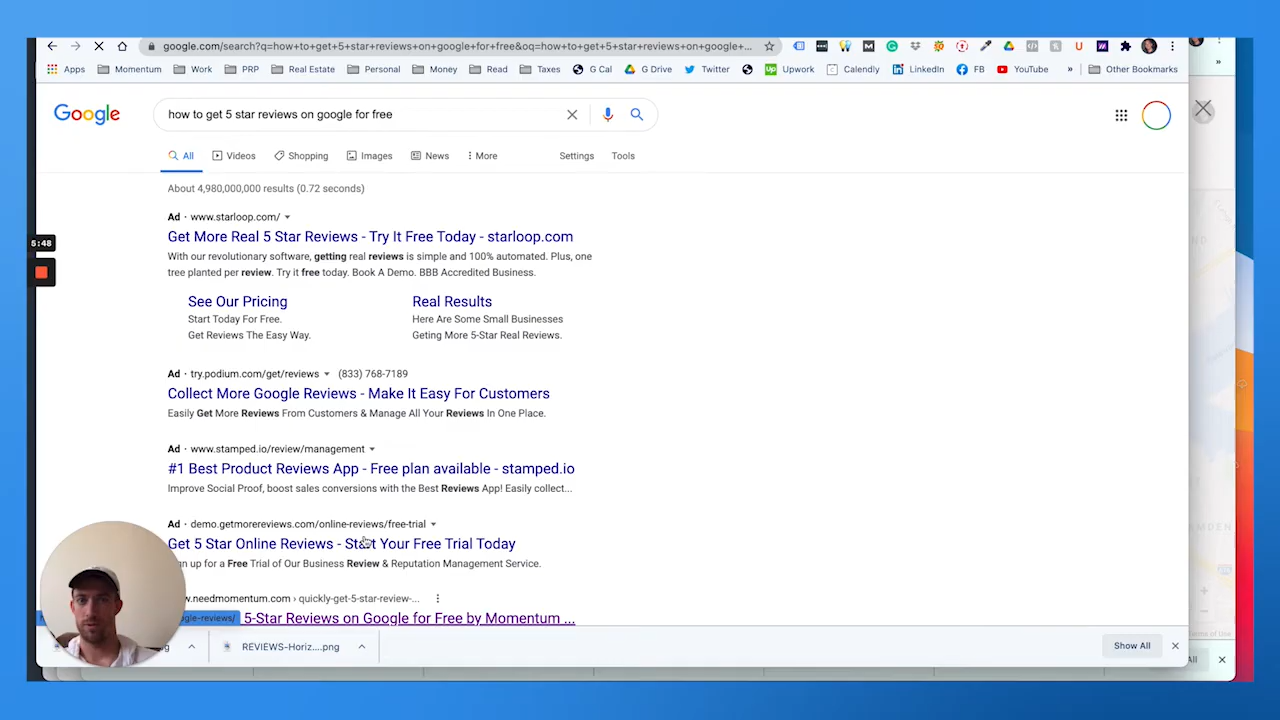 google.com/search?q=how+to+get+5+star+reviews+on+google+for+free&oq=how+to+get+5+star+reviews+on+google+...
Apps Momentum Work PRP Real Estate Personal Money Read Taxes G Cal G Drive Twitter Upwork Calendly LinkedIn FB YouTube » Other Bookmarks
Google
how to get 5 star reviews on google for free
All Videos Shopping Images News More Settings Tools
About 4,980,000,000 results (0.72 seconds)
Ad · www.starloop.com/
Get More Real 5 Star Reviews - Try It Free Today - starloop.com
With our revolutionary software, getting real reviews is simple and 100% automated. Plus, one
tree planted per review. Try it free today. Book A Demo. BBB Accredited Business.
See Our Pricing
Start Today For Free.
Get Reviews The Easy Way.
Real Results
Here Are Some Small Businesses
Geting More 5-Star Real Reviews.
Ad · try.podium.com/get/reviews (833) 768-7189
Collect More Google Reviews - Make It Easy For Customers
Easily Get More Reviews From Customers & Manage All Your Reviews In One Place.
Ad · www.stamped.io/review/management
#1 Best Product Reviews App - Free plan available - stamped.io
Improve Social Proof, boost sales conversions with the Best Reviews App! Easily collect...
Ad · demo.getmorereviews.com/online-reviews/free-trial
Get 5 Star Online Reviews - Start Your Free Trial Today
up for a Free Trial of Our Business Review & Reputation Management Service.
.needmomentum.com › quickly-get-5-star-review-...
5-Star Reviews on Google for Free by Momentum ...
ogle-reviews/
REVIEWS-Horiz....png
Show All
5:48